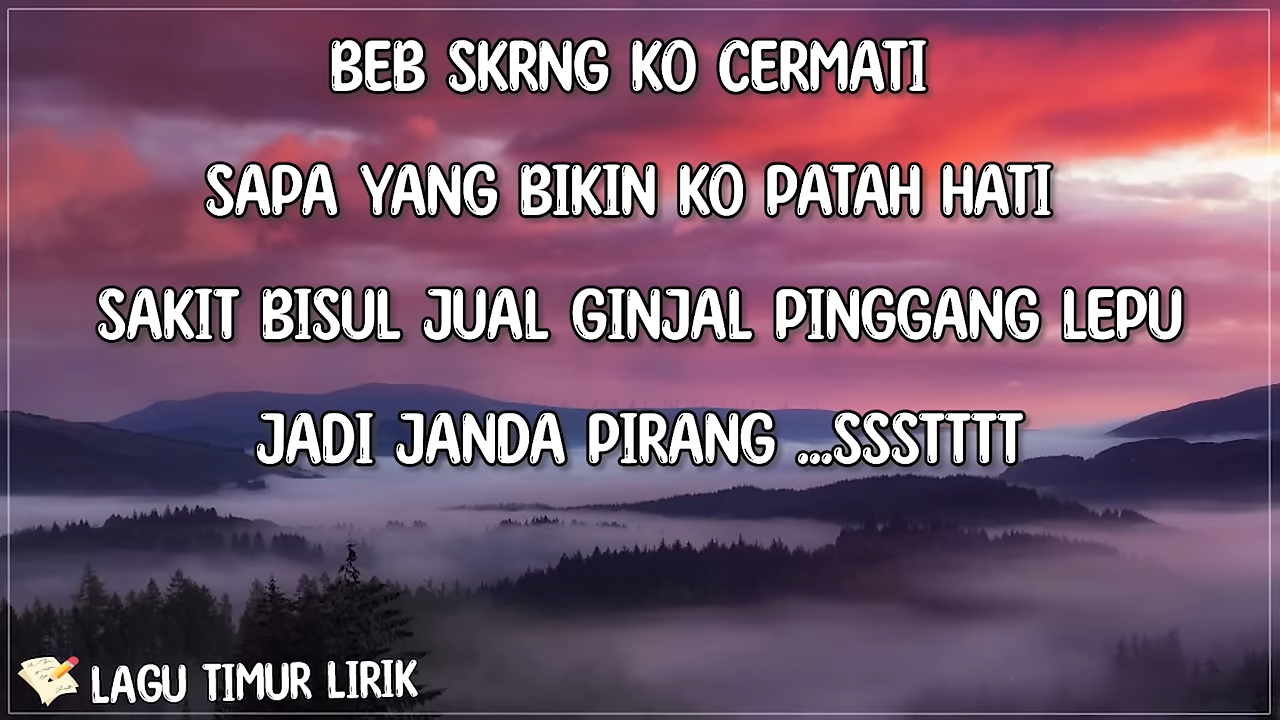 BEB SKRNG KO CERMATI
SAPA YANG BIKIN KO PATAH HATI
SAKIT BISUL JUAL GINJAL PINGGANG LEPU
JADI JANDA PIRANG ...SSSTTTT
LAGU TIMUR LIRIK